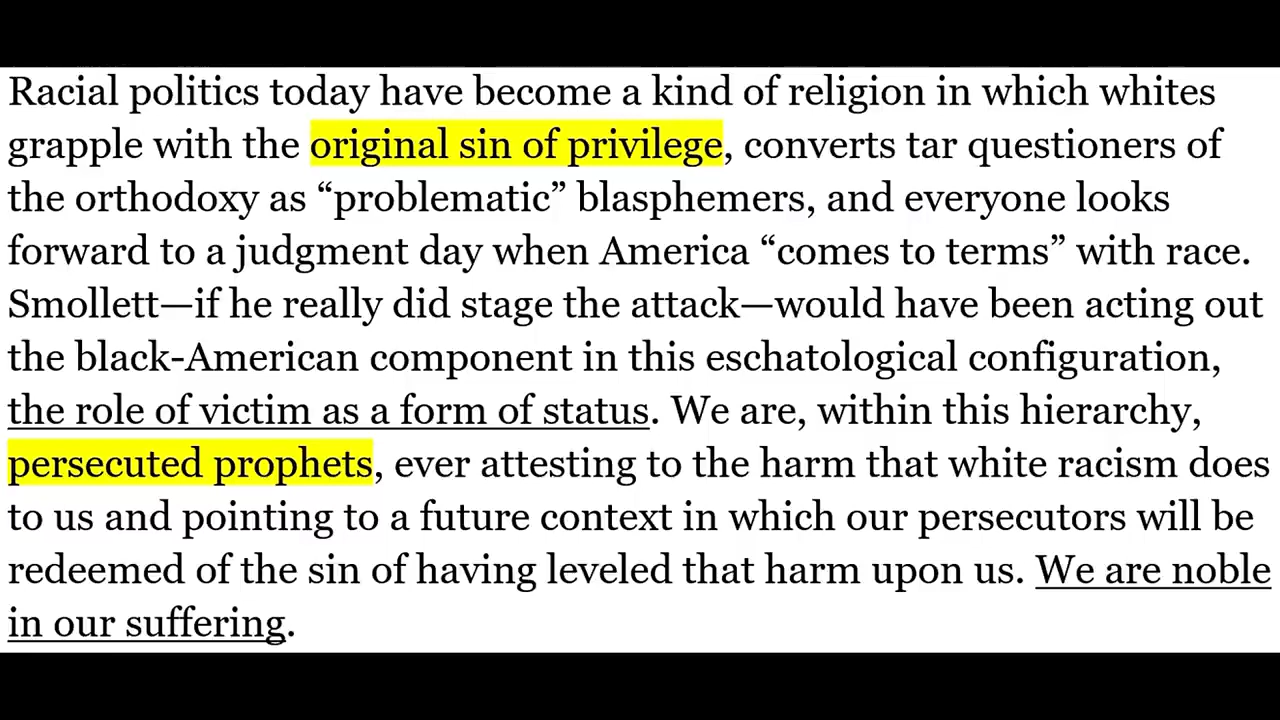 Racial politics today have become a kind of religion in which whites
grapple with the original sin of privilege, converts tar questioners of
the orthodoxy as “problematic” blasphemers, and everyone looks
forward to a judgment day when America “comes to terms” with race.
Smollett—if he really did stage the attack—would have been acting out
the black-American component in this eschatological configuration,
the role of victim as a form of status. We are, within this hierarchy,
persecuted prophets, ever attesting to the harm that white racism does
to us and pointing to a future context in which our persecutors will be
redeemed of the sin of having leveled that harm upon us. We are noble
in our suffering.